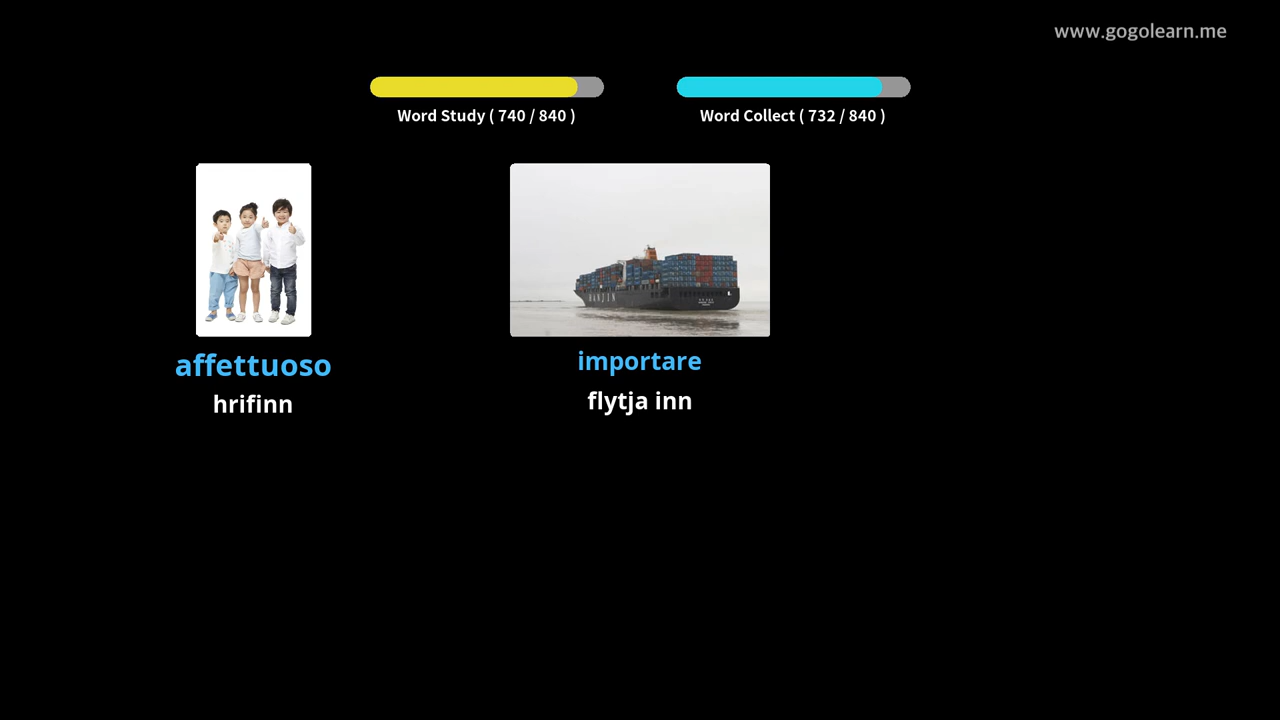 www.gogolearn.me
Word Study ( 740 / 840 )
Word Collect ( 732 / 840 )
affettuoso
hrifinn
importare
flytja inn